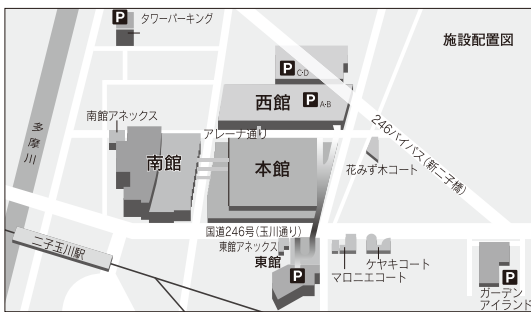 施設配置図
P
タワーパーキング
P C-D
西館
P A-B
246バイパス(新二子橋)
多摩川
南館アネックス
アレーナ通り
南館
本館
花みず木コート
国道246号(玉川通り)
二子玉川駅
東館アネックス
東館
P
マロニエコート
ケヤキコート
P
ガーデン
アイランド